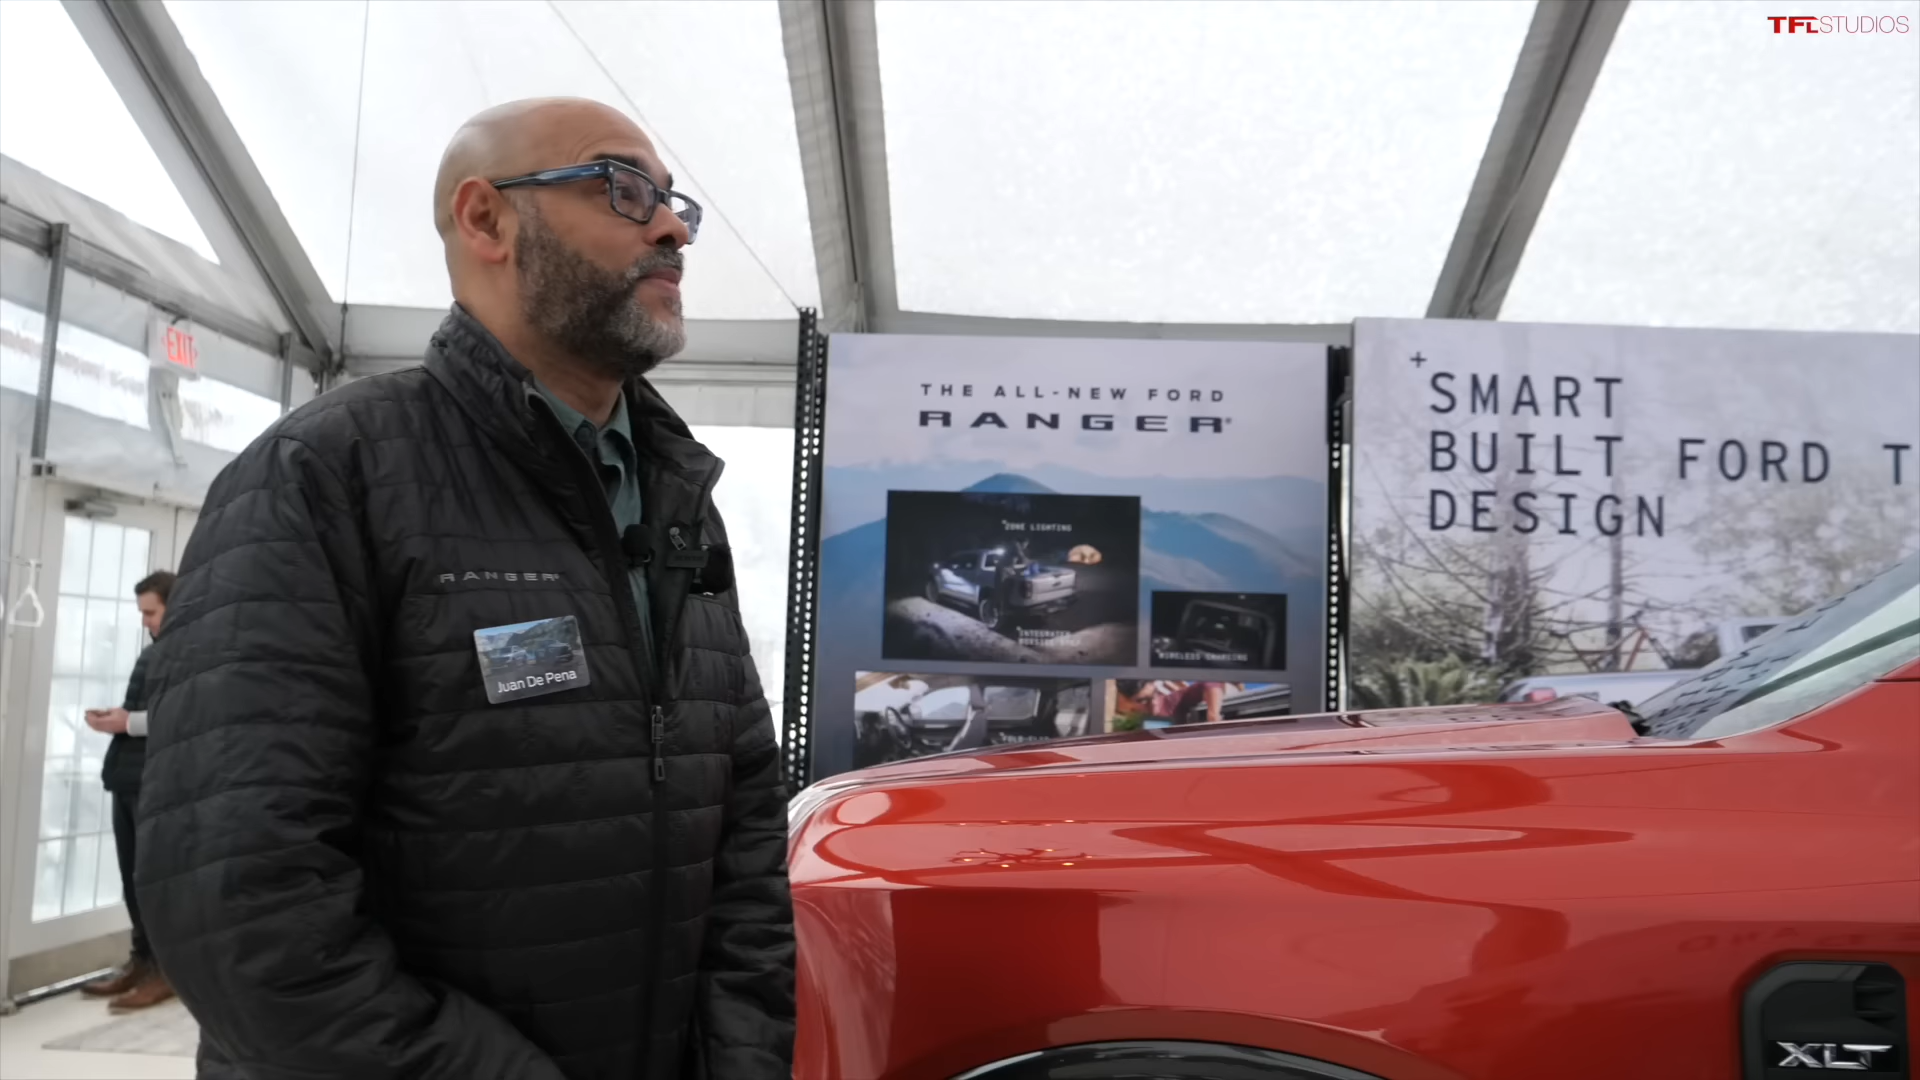 TFLSTUDIOS
EXIT
THE ALL-NEW FORD
RANGER®
+SMART
BUILT FORD T
DESIGN
+ZONE LIGHTING
+INTEGRATED
+WIRELESS CHARGING
RANGER®
Juan De Pena
XLT